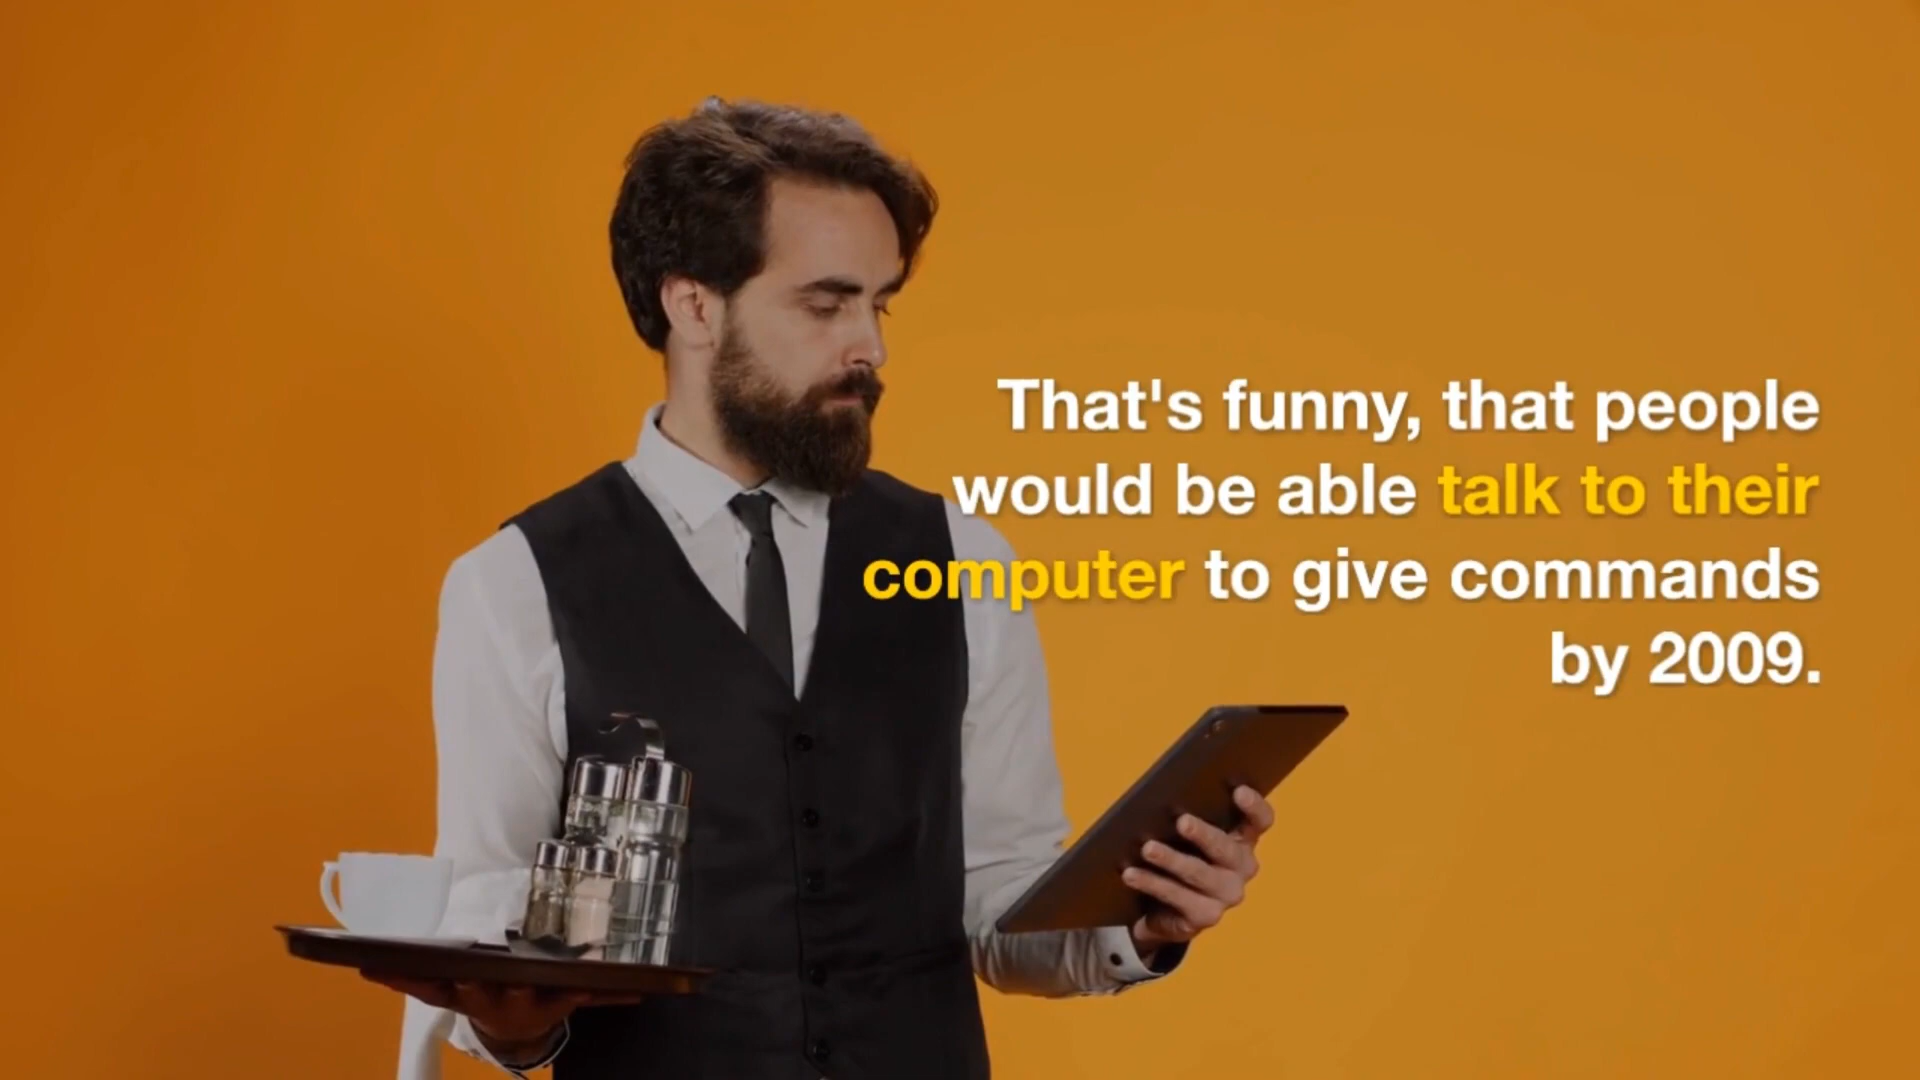 That's funny, that people
would be able talk to their
computer to give commands
by 2009.